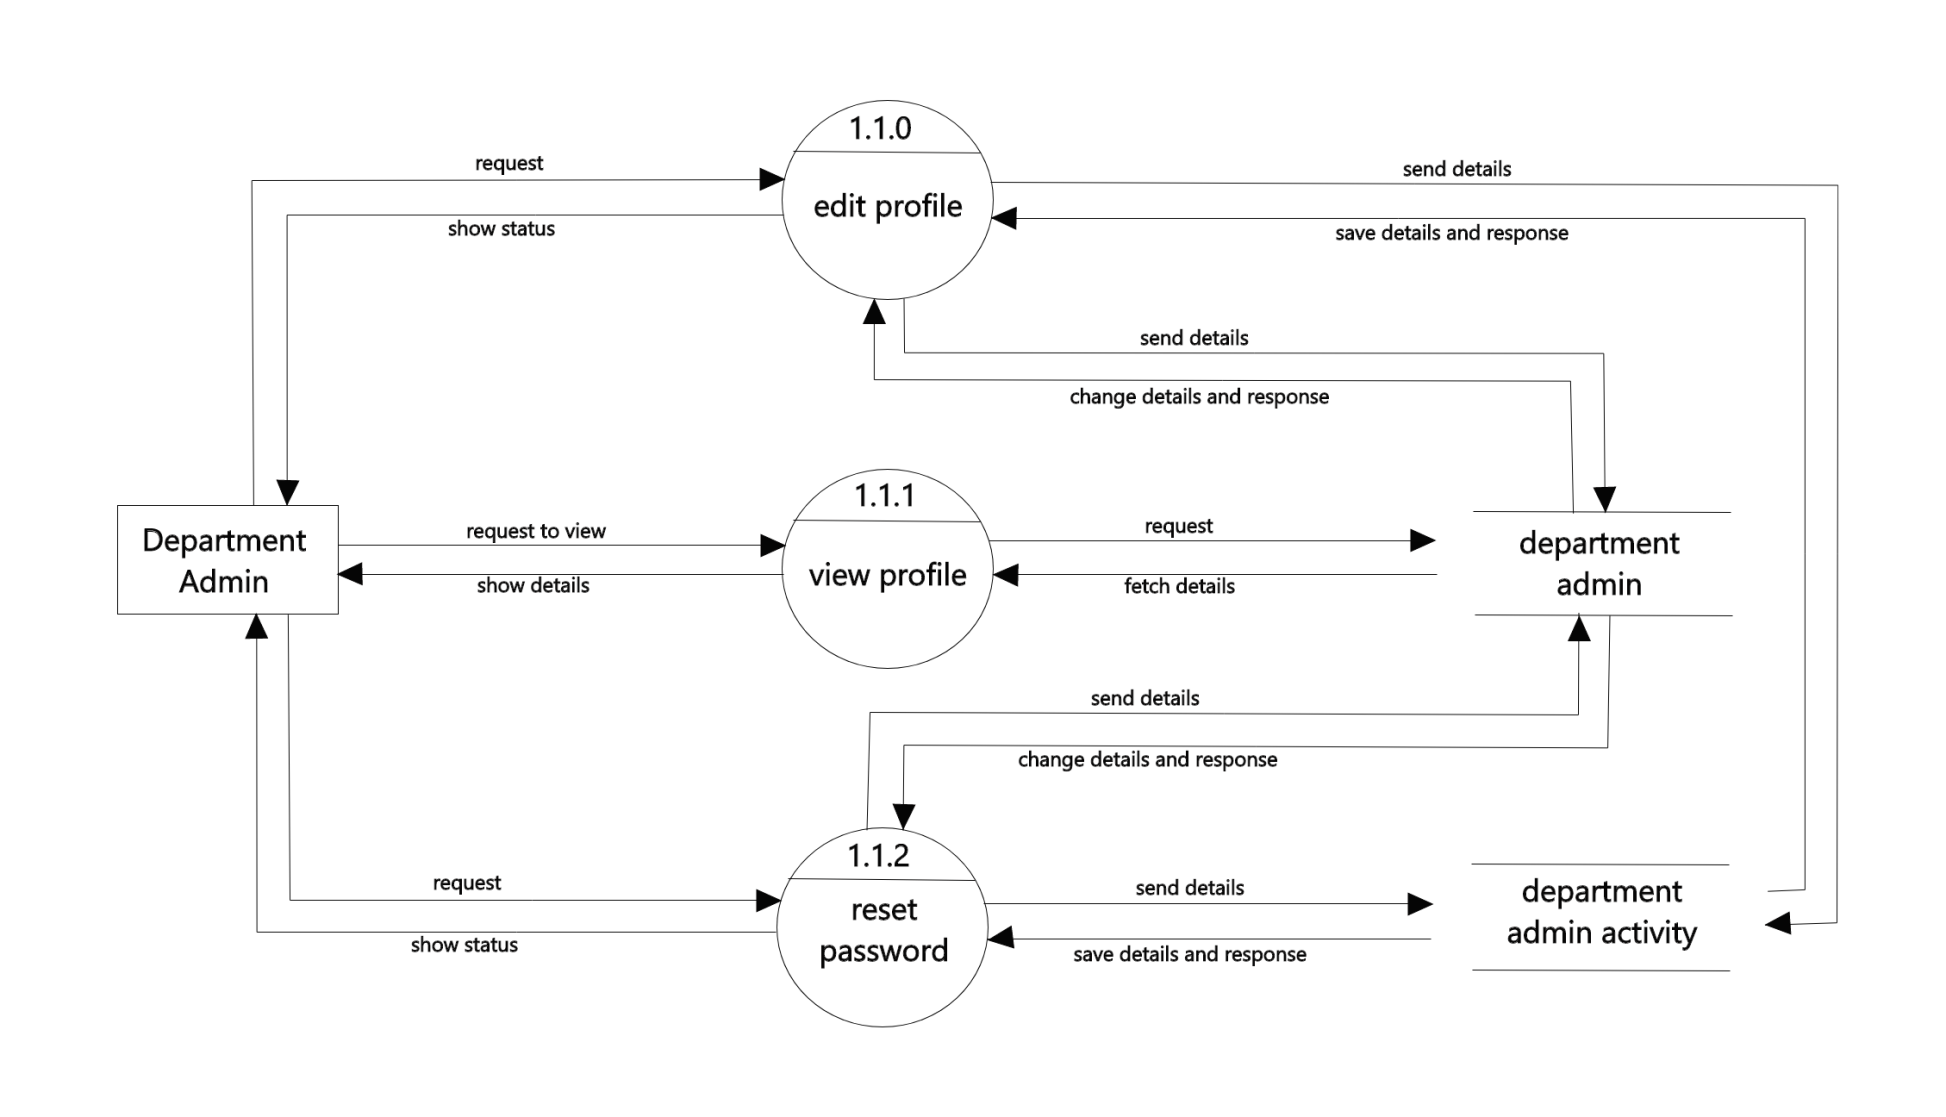 1.1.0
edit profile
request
show status
send details
save details and response
send details
change details and response
Department
Admin
request to view
show details
1.1.1
view profile
request
fetch details
department
admin
send details
change details and response
1.1.2
reset
password
request
show status
send details
save details and response
department
admin activity